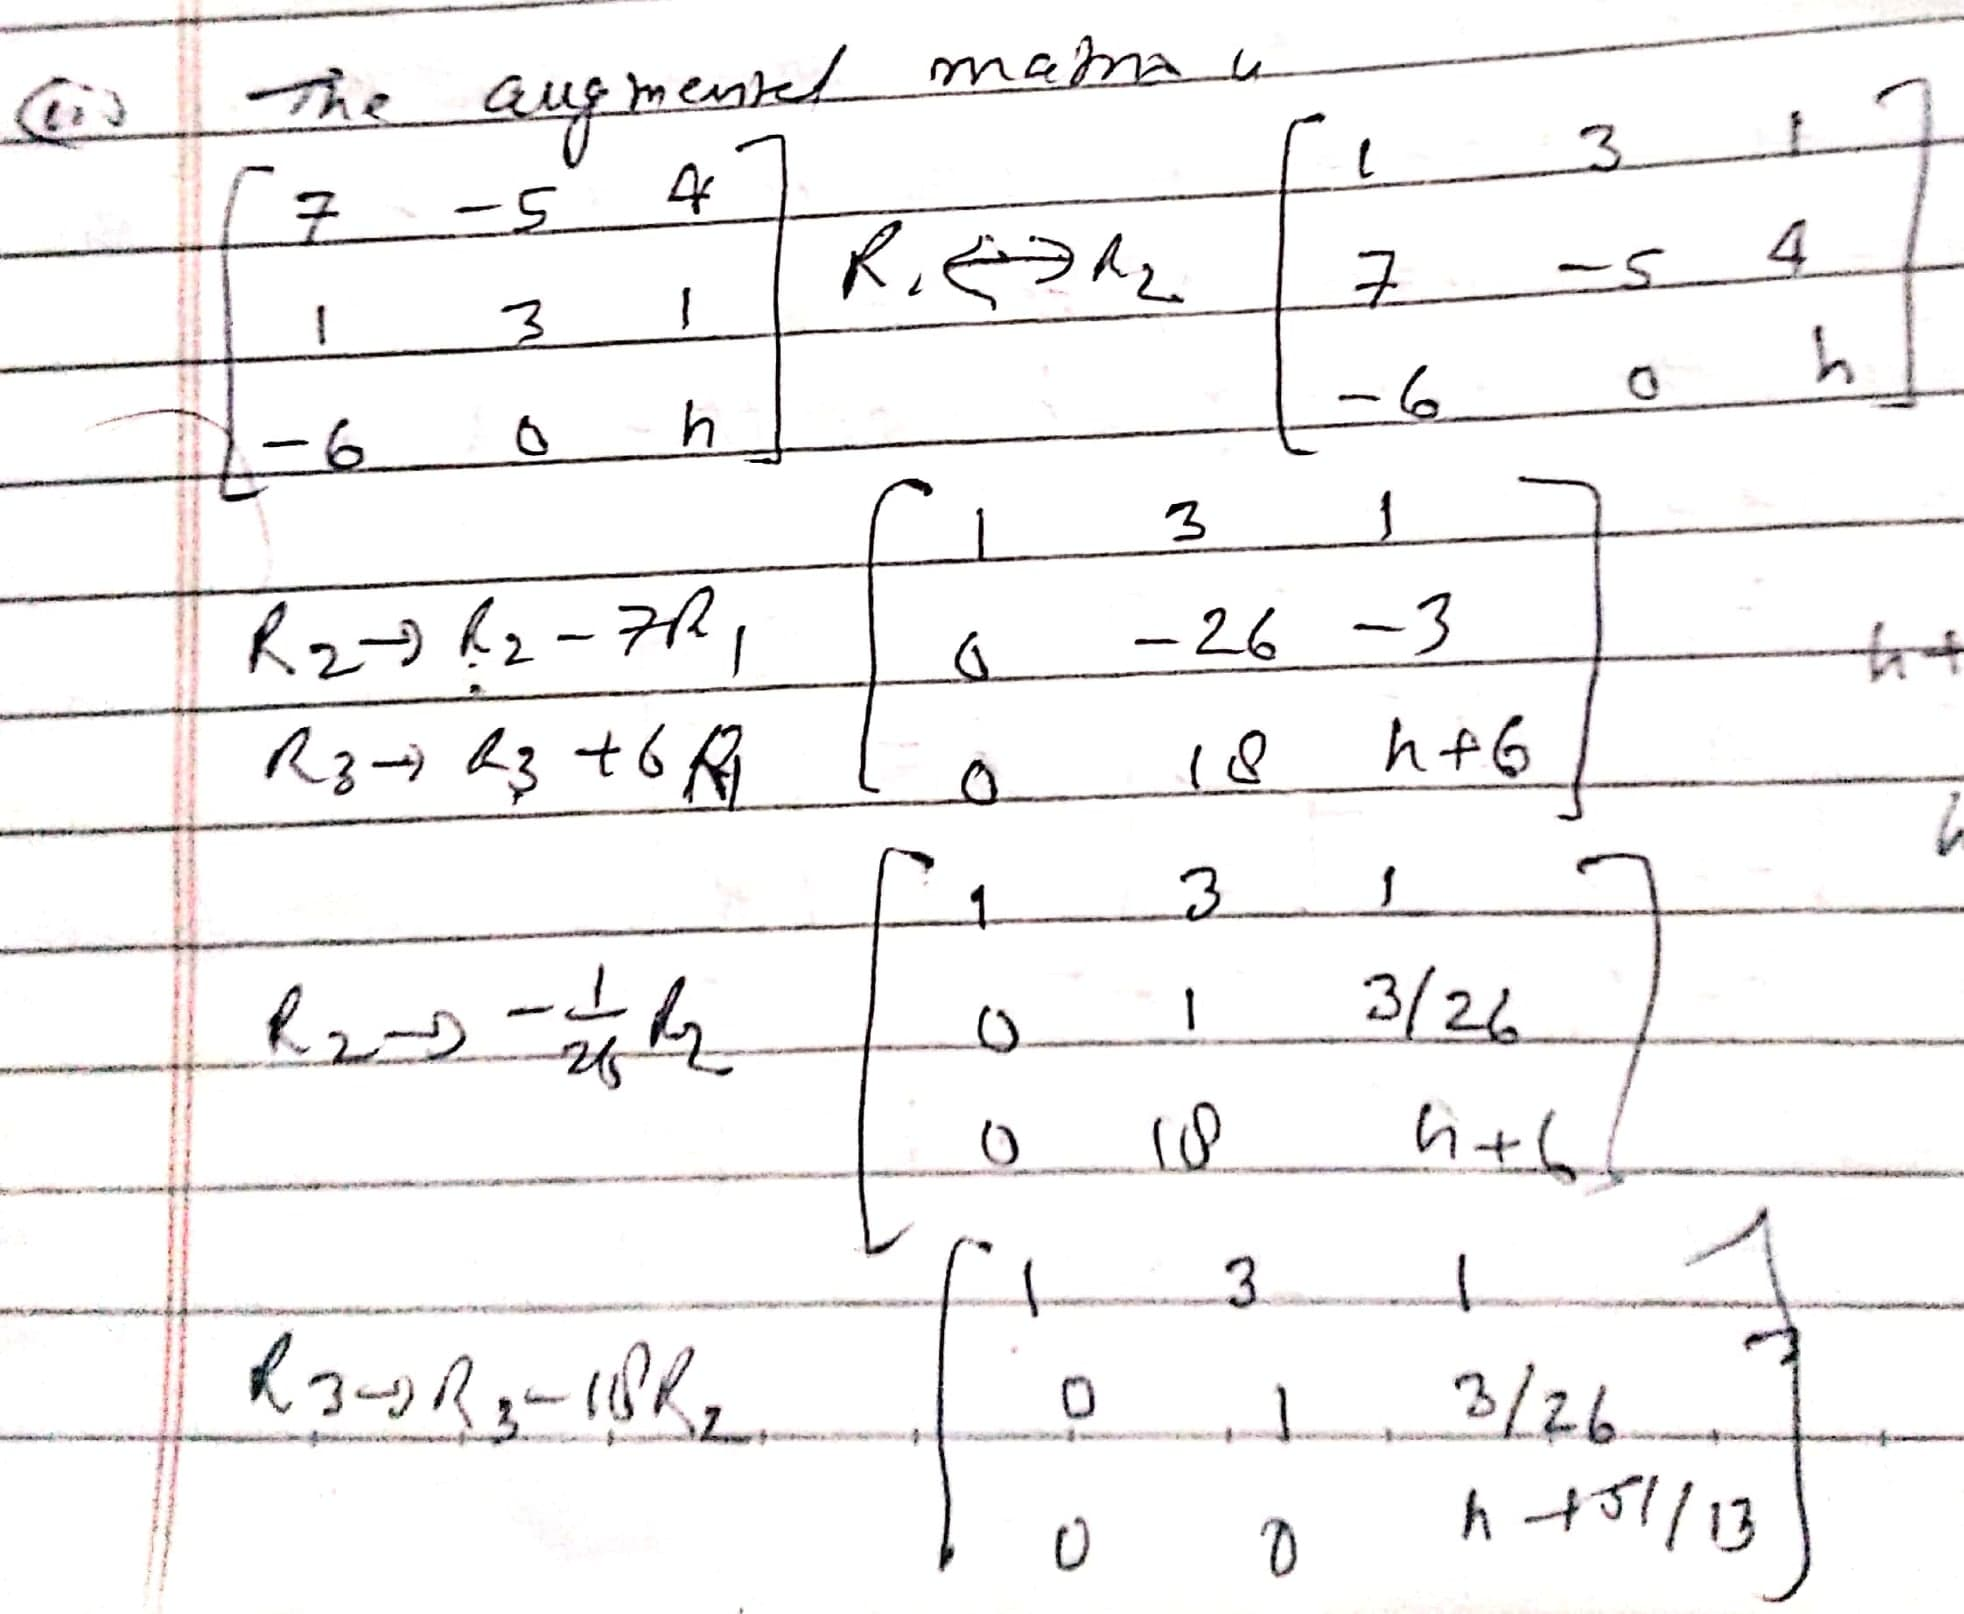 (ii) The augmented matrix
[ 7 -5 4 ] [ 1 3 1 ]
[ 1 3 1 ] R1 ↔ R2 [ 7 -5 4 ]
[ -6 0 h ] [ -6 0 h ]
[ 1 3 1 ]
R2 → R2 - 7R1 [ 0 -26 -3 ] h+
R3 → R3 + 6R1 [ 0 18 h+6 ]
[ 1 3 1 ]
R2 → -1/26 R2 [ 0 1 3/26 ]
[ 0 18 h+6 ]
[ 1 3 1 ]
R3 → R3 - 18R2 [ 0 1 3/26 ]
[ 0 0 h + 51/13 ]